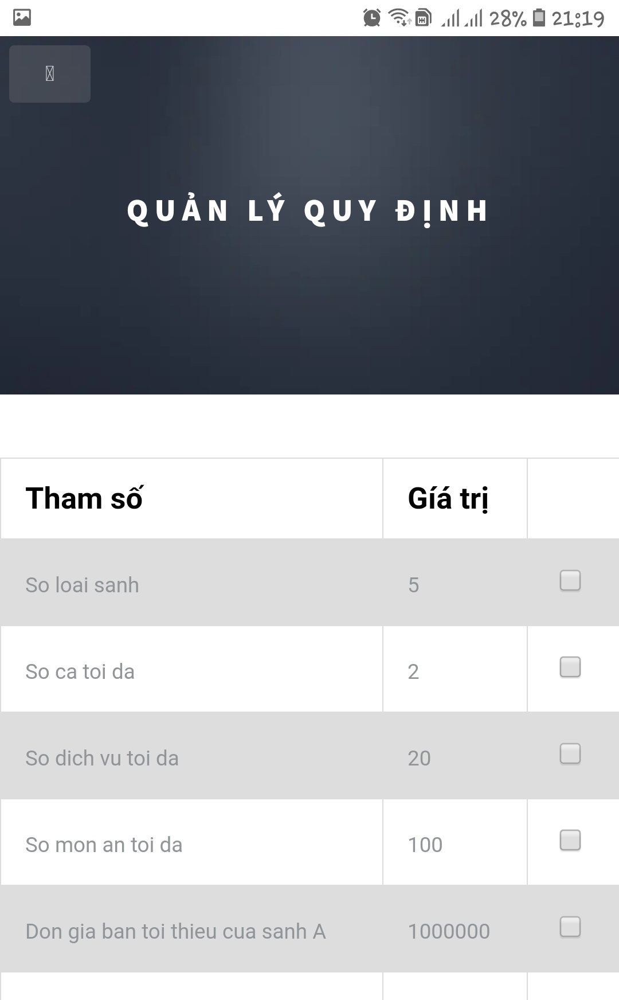 28% 21:19
QUẢN LÝ QUY ĐỊNH
Tham số Gíá trị
So loai sanh 5
So ca toi da 2
So dich vu toi da 20
So mon an toi da 100
Don gia ban toi thieu cua sanh A 1000000